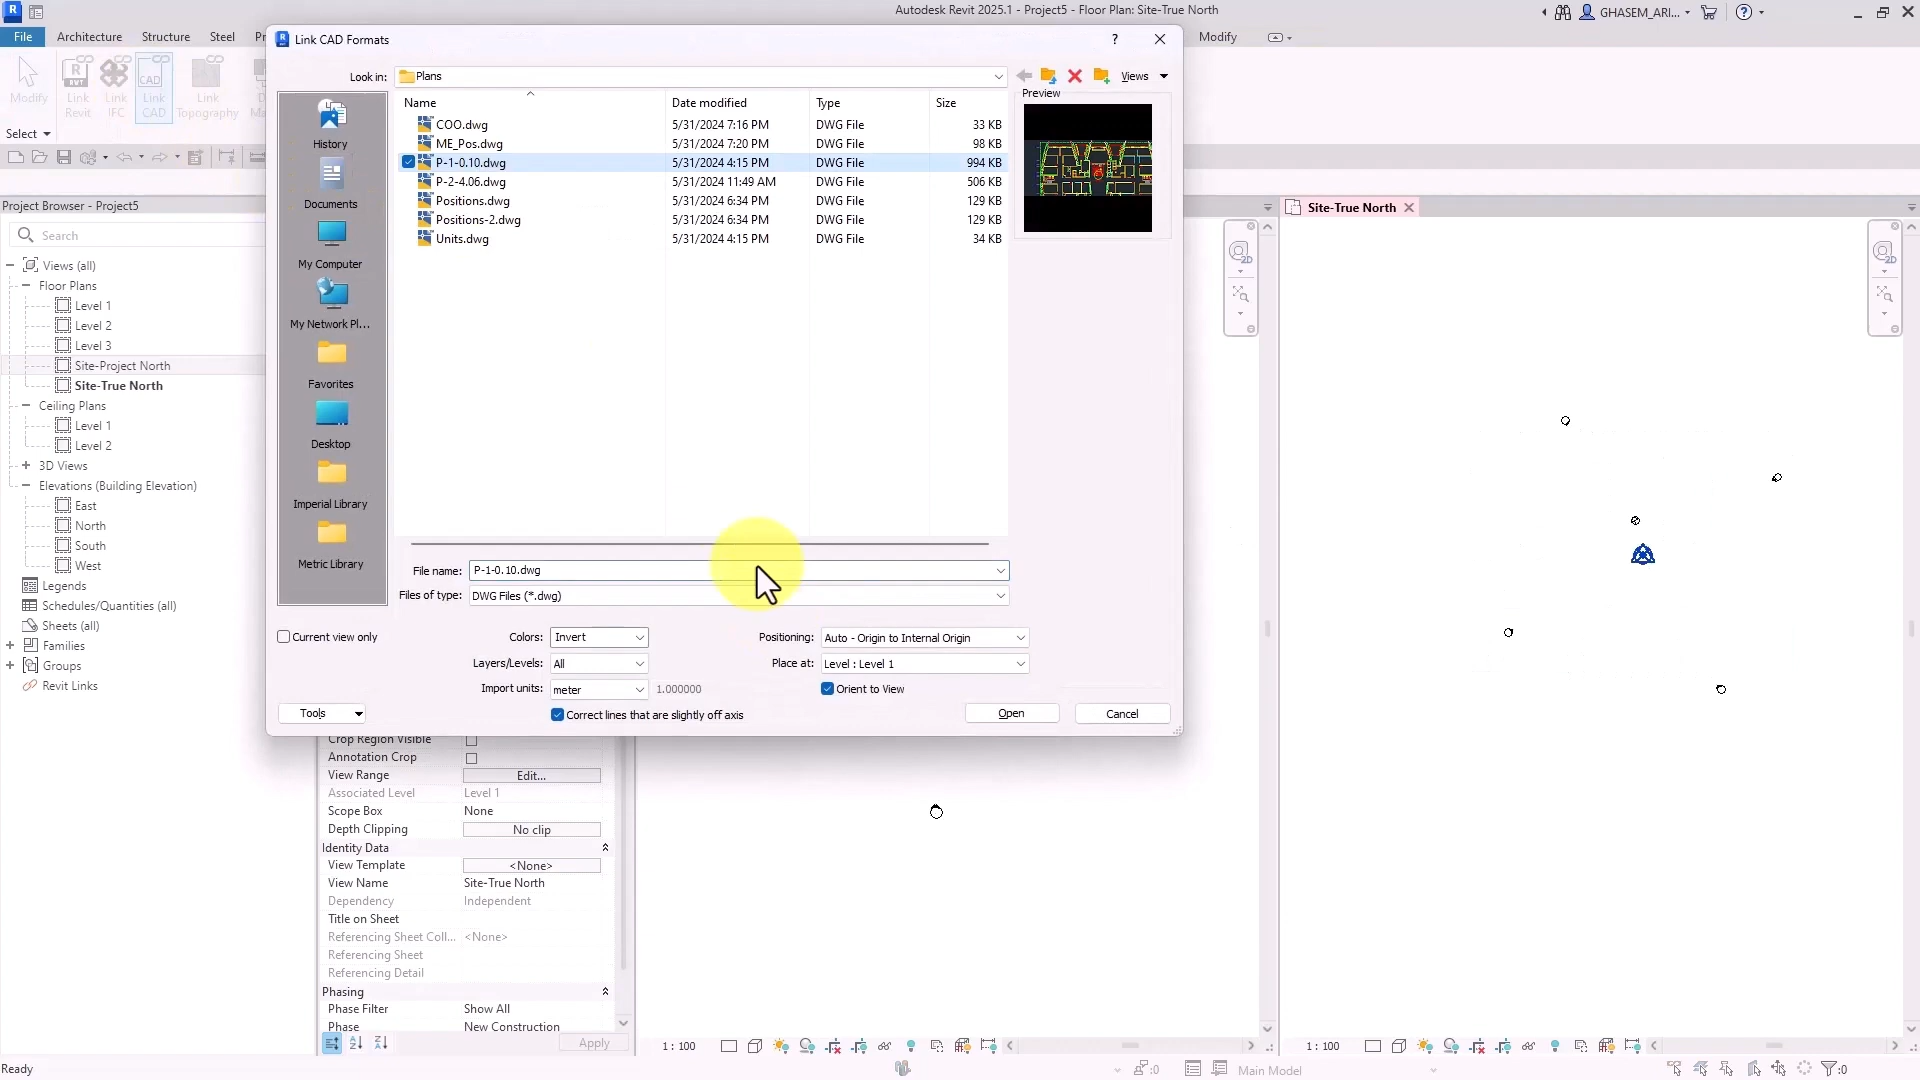 Autodesk Revit 2025.1 - Project5 - Floor Plan: Site-True North
GHASEM_ARI...
File
Architecture
Structure
Steel
Modify
Link CAD Formats
Look in:
Plans
Views
Modify
Link
Revit
Link
IFC
CAD
Link
CAD
Link
Topography
Select
Name
Date modified
Type
Size
COO.dwg 5/31/2024 7:16 PM DWG File 33 KB
ME_Pos.dwg 5/31/2024 7:20 PM DWG File 98 KB
P-1-0.10.dwg 5/31/2024 4:15 PM DWG File 994 KB
P-2-4.06.dwg 5/31/2024 11:49 AM DWG File 506 KB
Positions.dwg 5/31/2024 6:34 PM DWG File 129 KB
Positions-2.dwg 5/31/2024 6:34 PM DWG File 129 KB
Units.dwg 5/31/2024 4:15 PM DWG File 34 KB
Preview
History
Documents
My Computer
My Network Pl...
Favorites
Desktop
Imperial Library
Metric Library
File name: P-1-0.10.dwg
Files of type: DWG Files (*.dwg)
Current view only
Colors: Invert
Positioning: Auto - Origin to Internal Origin
Layers/Levels: All
Place at: Level : Level 1
Import units: meter 1.000000
Orient to View
Tools
Correct lines that are slightly off axis
Open
Cancel
Project Browser - Project5
Search
Views (all)
Floor Plans
Level 1
Level 2
Level 3
Site-Project North
Site-True North
Ceiling Plans
Level 1
Level 2
3D Views
Elevations (Building Elevation)
East
North
South
West
Legends
Schedules/Quantities (all)
Sheets (all)
Families
Groups
Revit Links
Site-True North
2D
2D
Crop Region Visible
Annotation Crop
View Range Edit...
Associated Level Level 1
Scope Box None
Depth Clipping No clip
Identity Data
View Template <None>
View Name Site-True North
Dependency Independent
Title on Sheet
Referencing Sheet Coll... <None>
Referencing Sheet
Referencing Detail
Phasing
Phase Filter Show All
Phase New Construction
Apply
1 : 100
1 : 100
Ready
:0
Main Model
:0